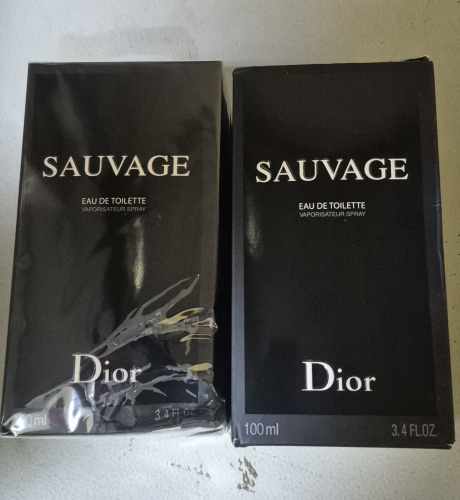 SAUVAGE
EAU DE TOILETTE
VAPORISATEUR SPRAY
Dior
ml
3.4 FL.OZ.
SAUVAGE
EAU DE TOILETTE
VAPORISATEUR SPRAY
Dior
100 ml
3.4 FL.OZ.